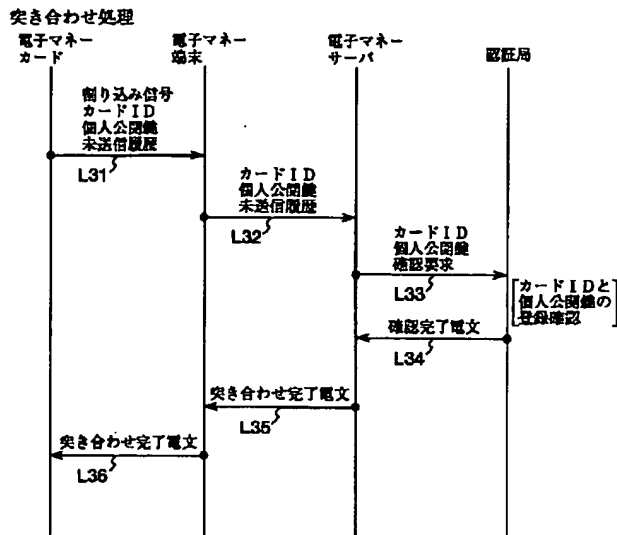 突き合わせ処理
電子マネー
カード
電子マネー
端末
電子マネー
サーバ
認証局
割り込み信号
カードID
個人公開鍵
未送信履歴
L31
カードID
個人公開鍵
未送信履歴
L32
カードID
個人公開鍵
確認要求
L33
カードIDと
個人公開鍵の
登録確認
確認完了電文
L34
突き合わせ完了電文
L35
突き合わせ完了電文
L36